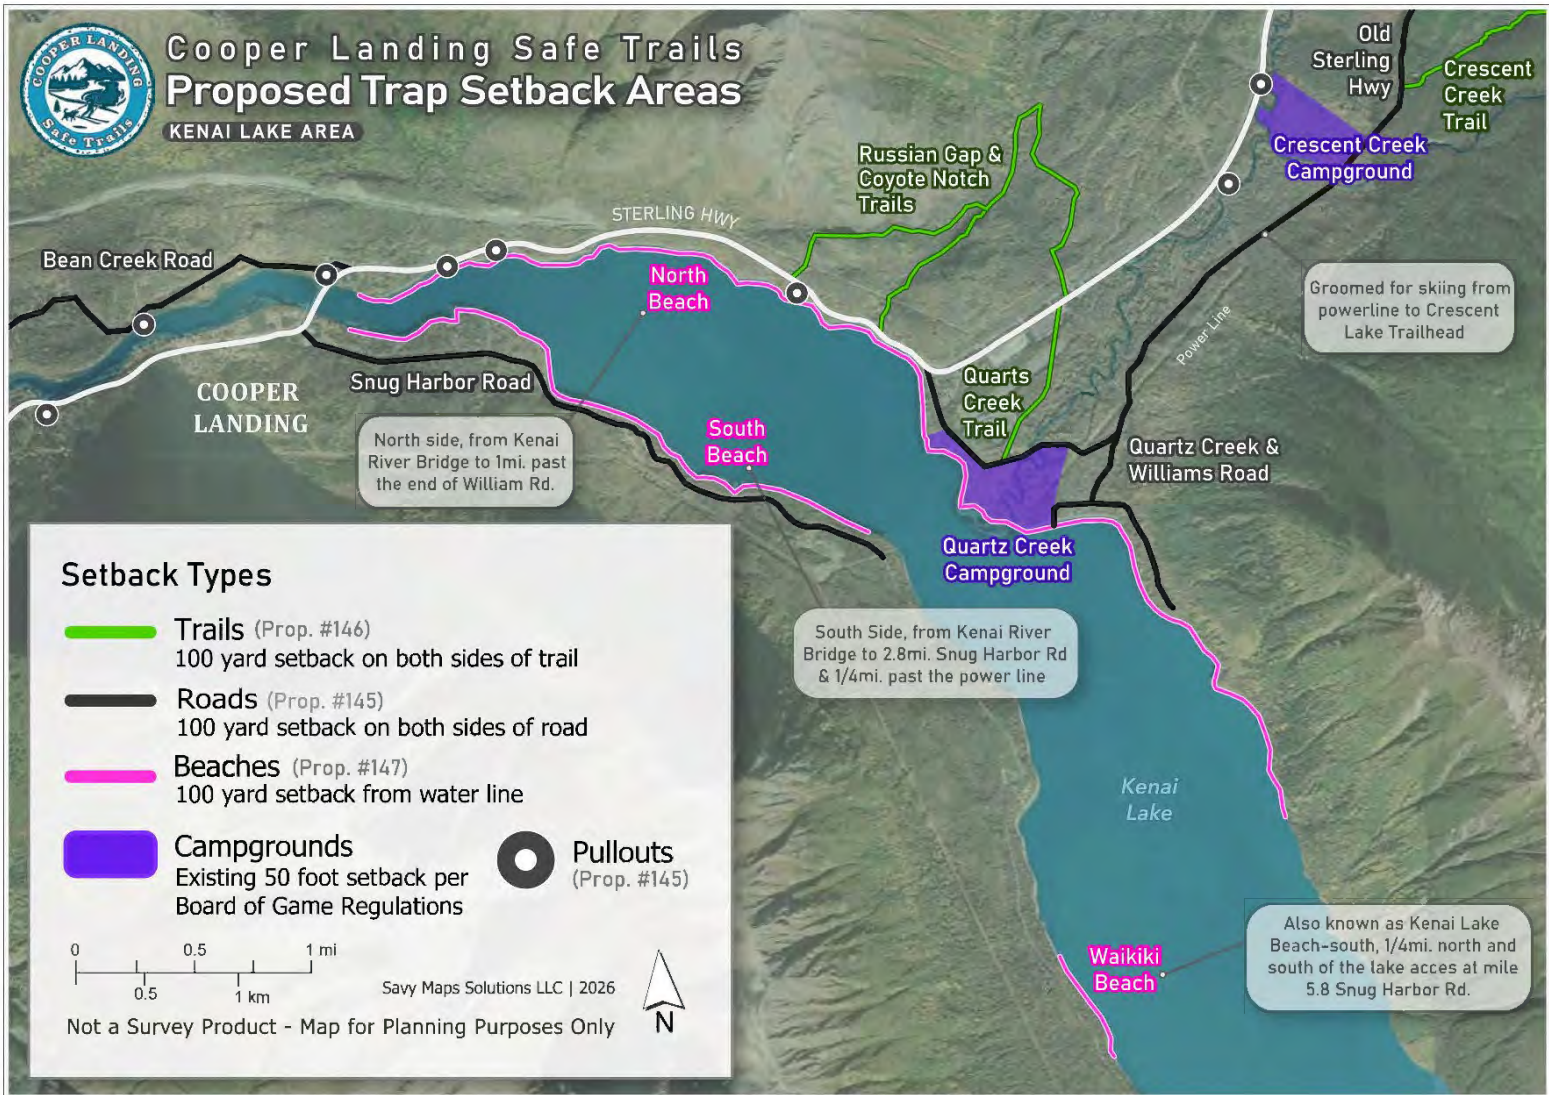 COOPER LANDING
Safe Trails
Cooper Landing Safe Trails
Proposed Trap Setback Areas
KENAI LAKE AREA
Old
Sterling
Hwy
Crescent
Creek
Trail
Crescent Creek
Campground
Russian Gap &
Coyote Notch
Trails
STERLING HWY
Bean Creek Road
North
Beach
Groomed for skiing from
powerline to Crescent
Lake Trailhead
Power Line
Snug Harbor Road
COOPER
LANDING
Quarts
Creek
Trail
North side, from Kenai
River Bridge to 1mi. past
the end of William Rd.
South
Beach
Quartz Creek &
Williams Road
Quartz Creek
Campground
South Side, from Kenai River
Bridge to 2.8mi. Snug Harbor Rd
& 1/4mi. past the power line
Kenai
Lake
Waikiki
Beach
Also known as Kenai Lake
Beach-south, 1/4mi. north and
south of the lake acces at mile
5.8 Snug Harbor Rd.
Setback Types
Trails (Prop. #146)
100 yard setback on both sides of trail
Roads (Prop. #145)
100 yard setback on both sides of road
Beaches (Prop. #147)
100 yard setback from water line
Campgrounds
Existing 50 foot setback per
Board of Game Regulations
Pullouts
(Prop. #145)
0 0.5 1 mi
0.5 1 km
Savy Maps Solutions LLC | 2026
N
Not a Survey Product - Map for Planning Purposes Only